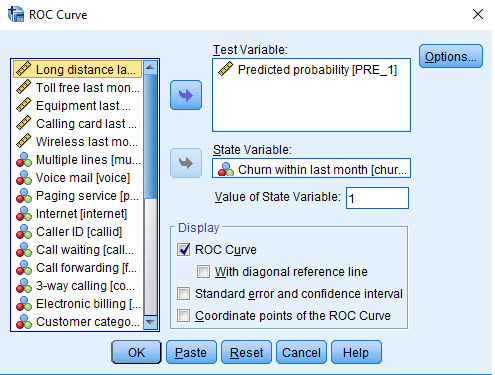 ROC Curve
Long distance la...
Toll free last mon...
Equipment last ...
Calling card last ...
Wireless last mo...
Multiple lines [mu...
Voice mail [voice]
Paging service [p...
Internet [internet]
Caller ID [callid]
Call waiting [call...
Call forwarding [f...
3-way calling [co...
Electronic billing [...
Customer catego...
Test Variable:
Predicted probability [PRE_1]
Options...
State Variable:
Churn within last month [chur...
Value of State Variable: 1
Display
ROC Curve
With diagonal reference line
Standard error and confidence interval
Coordinate points of the ROC Curve
OK Paste Reset Cancel Help